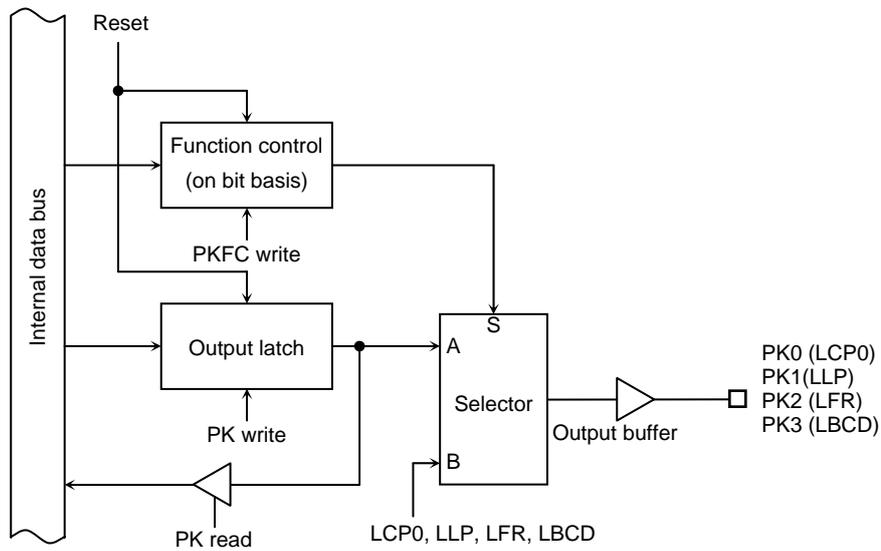 Reset
Internal data bus
Function control
(on bit basis)
PKFC write
Output latch
PK write
PK read
S
A
Selector
B
LCP0, LLP, LFR, LBCD
Output buffer
PK0 (LCP0)
PK1(LLP)
PK2 (LFR)
PK3 (LBCD)